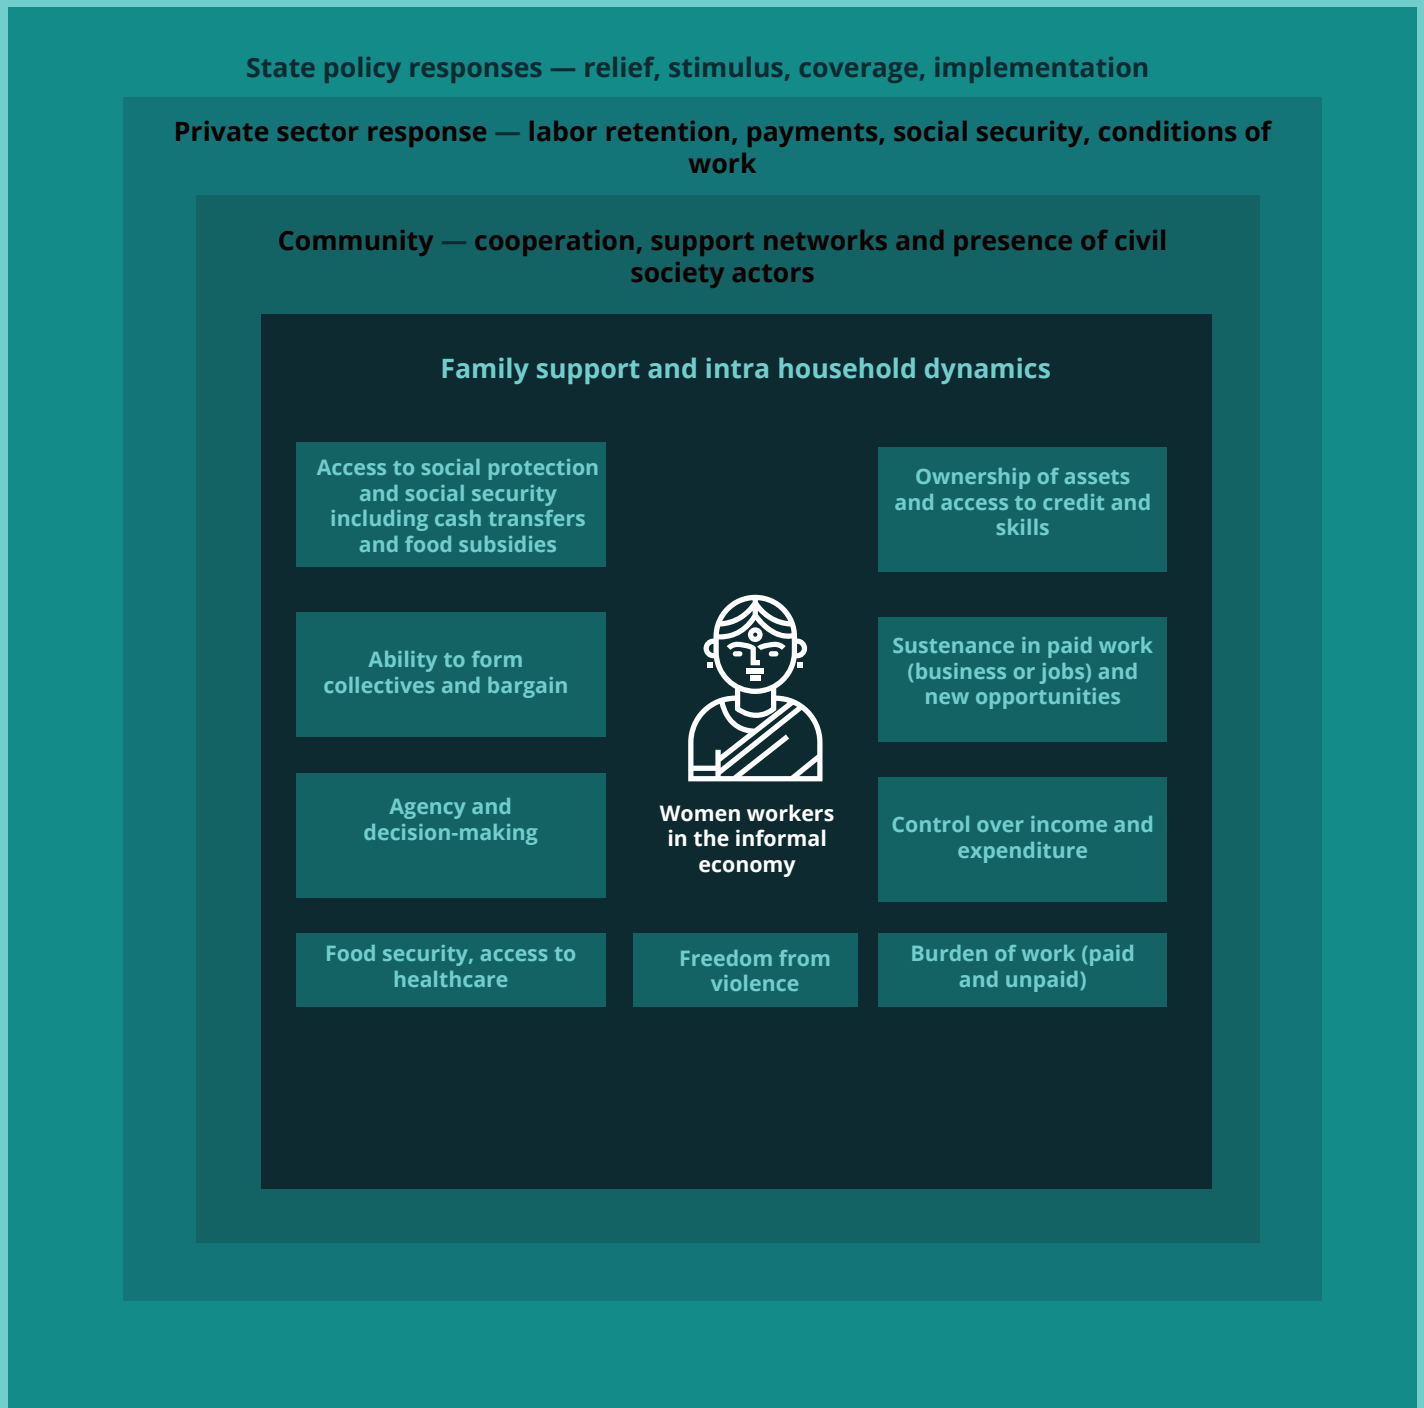 State policy responses — relief, stimulus, coverage, implementation
Private sector response — labor retention, payments, social security, conditions of
work
Community — cooperation, support networks and presence of civil
society actors
Family support and intra household dynamics
Access to social protection
and social security
including cash transfers
and food subsidies
Ownership of assets
and access to credit and
skills
Ability to form
collectives and bargain
Sustenance in paid work
(business or jobs) and
new opportunities
Agency and
decision-making
Women workers
in the informal
economy
Control over income and
expenditure
Food security, access to
healthcare
Freedom from
violence
Burden of work (paid
and unpaid)